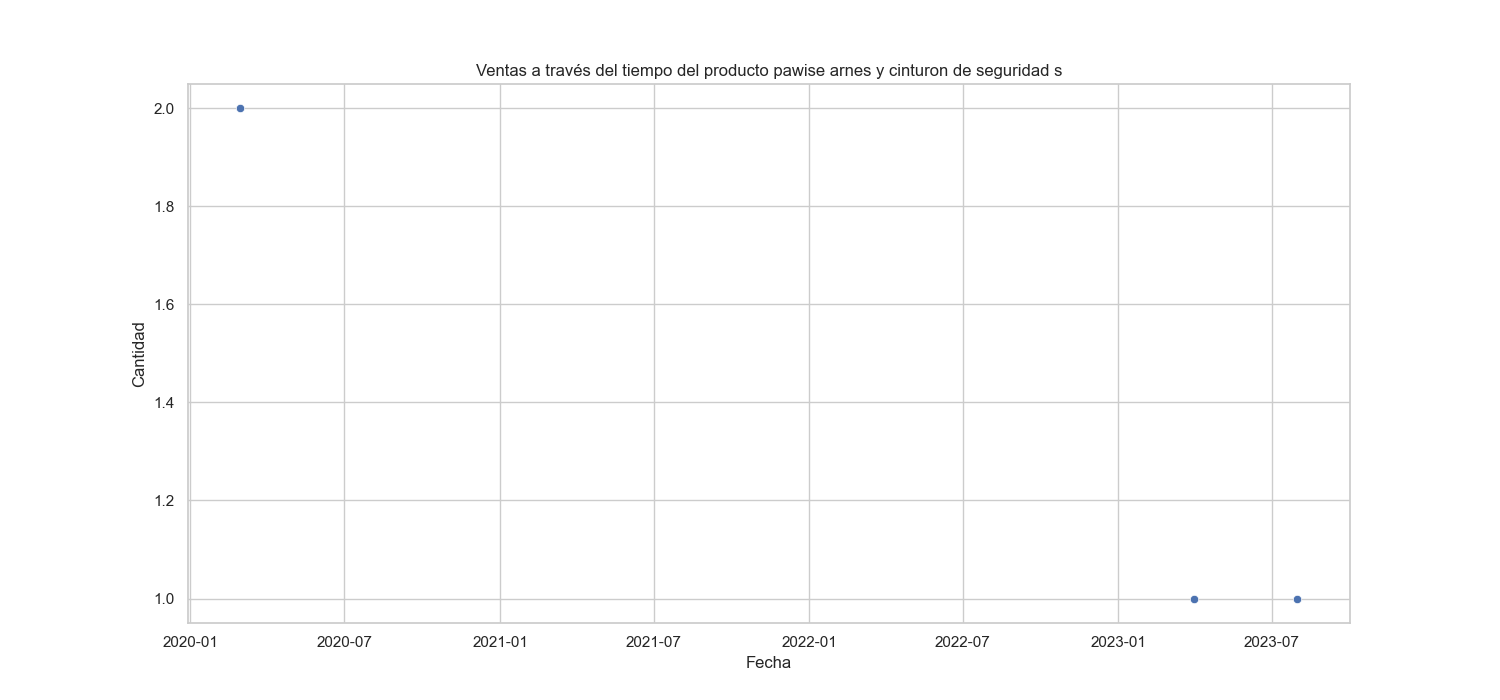 Ventas a través del tiempo del producto pawise arnes y cinturon de seguridad s
2.0
1.8
1.6
1.4
1.2
1.0
Cantidad
2020-01 2020-07 2021-01 2021-07 2022-01 2022-07 2023-01 2023-07
Fecha